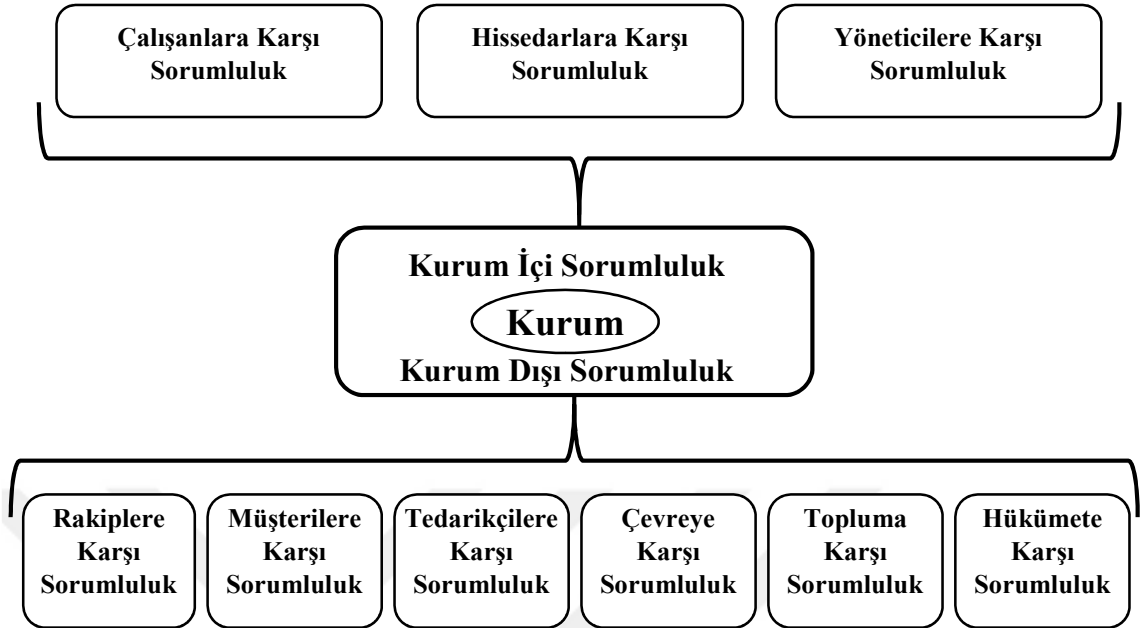 Çalışanlara Karşı
Sorumluluk
Hissedarlara Karşı
Sorumluluk
Yöneticilere Karşı
Sorumluluk
Kurum İçi Sorumluluk
Kurum
Kurum Dışı Sorumluluk
Rakiplere
Karşı
Sorumluluk
Müşterilere
Karşı
Sorumluluk
Tedarikçilere
Karşı
Sorumluluk
Çevreye
Karşı
Sorumluluk
Topluma
Karşı
Sorumluluk
Hükümete
Karşı
Sorumluluk